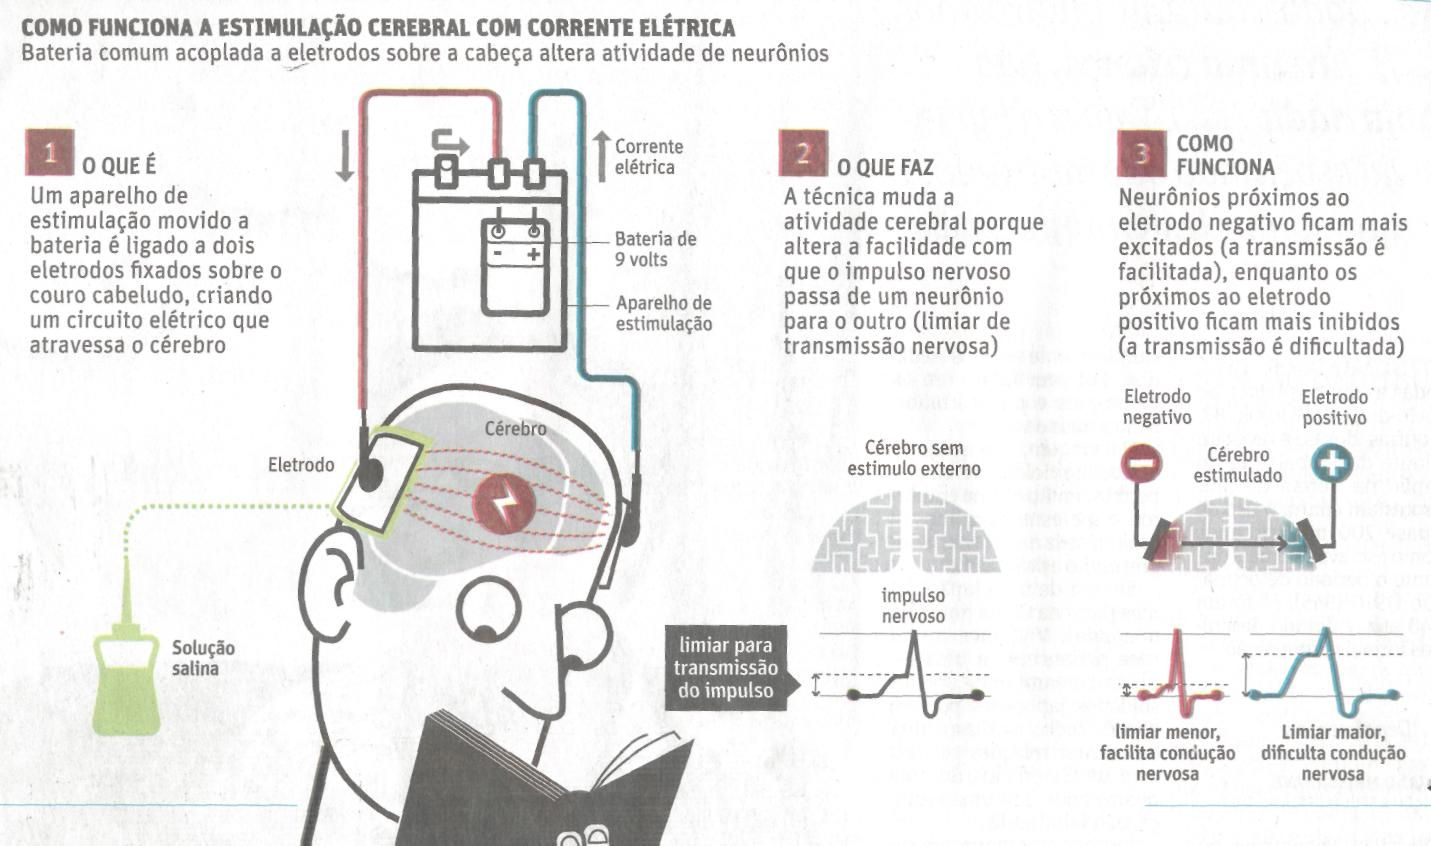 COMO FUNCIONA A ESTIMULAÇÃO CEREBRAL COM CORRENTE ELÉTRICA
Bateria comum acoplada a eletrodos sobre a cabeça altera atividade de neurônios
1 O QUE É
Um aparelho de
estimulação movido a
bateria é ligado a dois
eletrodos fixados sobre o
couro cabeludo, criando
um circuito elétrico que
atravessa o cérebro
Corrente
elétrica
Bateria de
9 volts
- +
Aparelho de
estimulação
Cérebro
Eletrodo
Solução
salina
2 O QUE FAZ
A técnica muda a
atividade cerebral porque
altera a facilidade com
que o impulso nervoso
passa de um neurônio
para o outro (limiar de
transmissão nervosa)
Cérebro sem
estimulo externo
impulso
nervoso
limiar para
transmissão
do impulso
3 COMO
FUNCIONA
Neurônios próximos ao
eletrodo negativo ficam mais
excitados (a transmissão é
facilitada), enquanto os
próximos ao eletrodo
positivo ficam mais inibidos
(a transmissão é dificultada)
Eletrodo
negativo
Eletrodo
positivo
Cérebro
estimulado
limiar menor,
facilita condução
nervosa
Limiar maior,
dificulta condução
nervosa